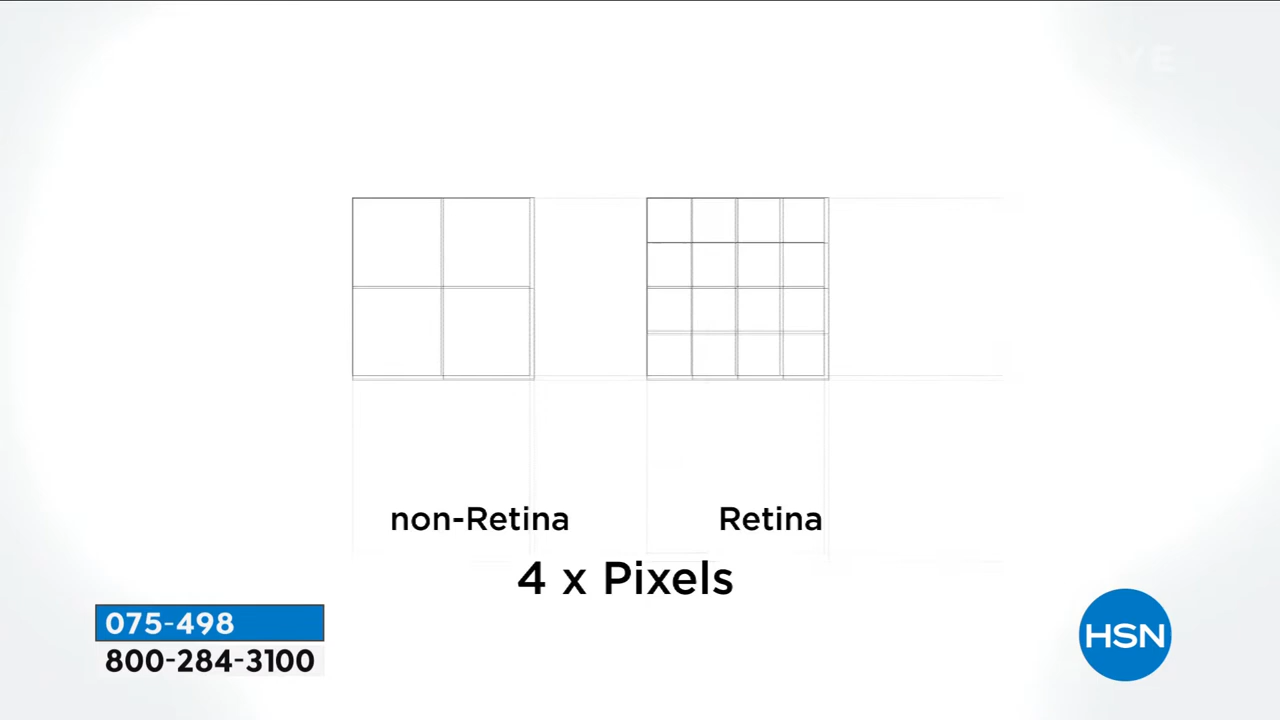 non-Retina
Retina
4 x Pixels
075-498
800-284-3100
HSN